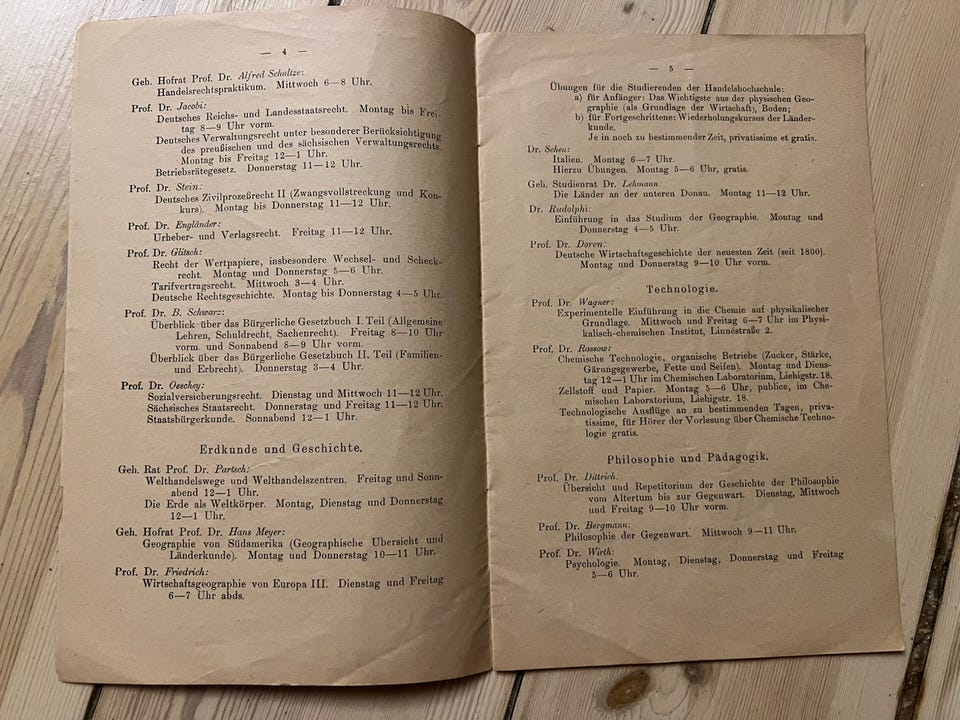 — 4 —
Geh. Hofrat Prof. Dr. Alfred Schultze:
Handelsrechtspraktikum. Mittwoch 6—8 Uhr.
Prof. Dr. Jacobi:
Deutsches Reichs- und Landesstaatsrecht. Montag bis Frei-
tag 8—9 Uhr vorm.
Deutsches Verwaltungsrecht unter besonderer Berücksichtigung
des preußischen und des sächsischen Verwaltungsrechts.
Montag bis Freitag 12—1 Uhr.
Betriebsrätegesetz. Donnerstag 11—12 Uhr.
Prof. Dr. Stein:
Deutsches Zivilprozeßrecht II (Zwangsvollstreckung und Kon-
kurs). Montag bis Donnerstag 11—12 Uhr.
Prof. Dr. Engländer:
Urheber- und Verlagsrecht. Freitag 11—12 Uhr.
Prof. Dr. Glitsch:
Recht der Wertpapiere, insbesondere Wechsel- und Scheck-
recht. Montag und Donnerstag 5—6 Uhr.
Tarifvertragsrecht. Mittwoch 3—4 Uhr.
Deutsche Rechtsgeschichte. Montag bis Donnerstag 4—5 Uhr.
Prof. Dr. B. Schwarz:
Überblick über das Bürgerliche Gesetzbuch I. Teil (Allgemeine
Lehren, Schuldrecht, Sachenrecht). Freitag 8—10 Uhr
vorm. und Sonnabend 8—9 Uhr vorm.
Überblick über das Bürgerliche Gesetzbuch II. Teil (Familien-
und Erbrecht). Donnerstag 3—4 Uhr.
Prof. Dr. Oeschey:
Sozialversicherungsrecht. Dienstag und Mittwoch 11—12 Uhr.
Sächsisches Staatsrecht. Donnerstag und Freitag 11—12 Uhr.
Staatsbürgerkunde. Sonnabend 12—1 Uhr.
Erdkunde und Geschichte.
Geh. Rat Prof. Dr. Partsch:
Welthandelswege und Welthandelszentren. Freitag und Sonn-
abend 12—1 Uhr.
Die Erde als Weltkörper. Montag, Dienstag und Donnerstag
12—1 Uhr.
Geh. Hofrat Prof. Dr. Hans Meyer:
Geographie von Südamerika (Geographische Übersicht und
Länderkunde). Montag und Donnerstag 10—11 Uhr.
Prof. Dr. Friedrich:
Wirtschaftsgeographie von Europa III. Dienstag und Freitag
6—7 Uhr abds.
— 5 —
Übungen für die Studierenden der Handelshochschule:
a) für Anfänger: Das Wichtigste aus der physischen Geo-
graphie (als Grundlage der Wirtschaft), Boden;
b) für Fortgeschrittene: Wiederholungskursus der Länder-
kunde.
Je in noch zu bestimmender Zeit, privatissime et gratis.
Dr. Scheu:
Italien. Montag 6—7 Uhr.
Hierzu Übungen. Montag 5—6 Uhr, gratis.
Geh. Studienrat Dr. Lehmann:
Die Länder an der unteren Donau. Montag 11—12 Uhr.
Dr. Rudolphi:
Einführung in das Studium der Geographie. Montag und
Donnerstag 4—5 Uhr.
Prof. Dr. Doren:
Deutsche Wirtschaftsgeschichte der neuesten Zeit (seit 1800).
Montag und Donnerstag 9—10 Uhr vorm.
Technologie.
Prof. Dr. Wagner:
Experimentelle Einführung in die Chemie auf physikalischer
Grundlage. Mittwoch und Freitag 6—7 Uhr im Physi-
kalisch-chemischen Institut, Linnéstraße 2.
Prof. Dr. Rassow:
Chemische Technologie, organische Betriebe (Zucker, Stärke,
Gärungsgewerbe, Fette und Seifen). Montag und Diens-
tag 12—1 Uhr im Chemischen Laboratorium, Liebigstr. 18.
Zellstoff und Papier. Montag 5—6 Uhr, publice, im Che-
mischen Laboratorium, Liebigstr. 18.
Technologische Ausflüge an zu bestimmenden Tagen, priva-
tissime, für Hörer der Vorlesung über Chemische Techno-
logie gratis.
Philosophie und Pädagogik.
Prof. Dr. Dittrich:
Übersicht und Repetitorium der Geschichte der Philosophie
vom Altertum bis zur Gegenwart. Dienstag, Mittwoch
und Freitag 9—10 Uhr vorm.
Prof. Dr. Bergmann:
Philosophie der Gegenwart. Mittwoch 9—11 Uhr.
Prof. Dr. Wirth:
Psychologie. Montag, Dienstag, Donnerstag und Freitag
5—6 Uhr.